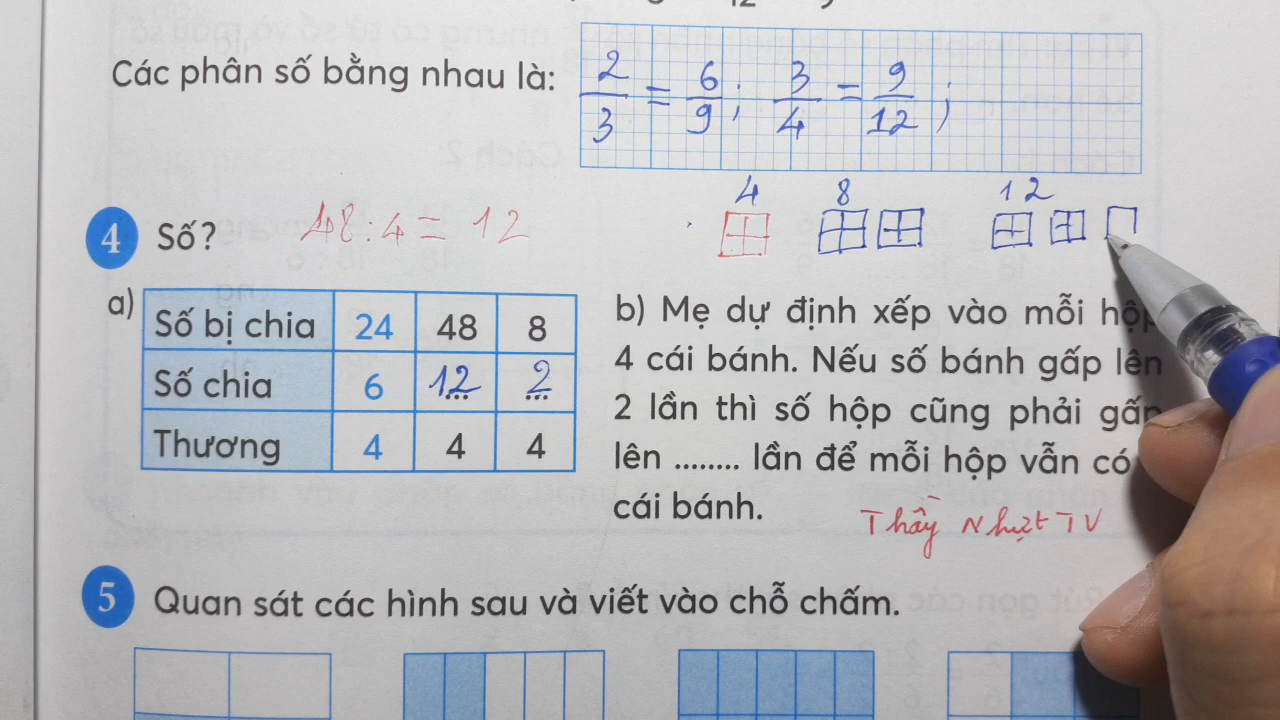 Các phân số bằng nhau là: 2/3 = 6/9 ; 3/4 = 9/12 ;
4 8 12
4 Số? 48 : 4 = 12
a)
Số bị chia 24 48 8
Số chia 6 12 2
Thương 4 4 4
b) Mẹ dự định xếp vào mỗi hộp
4 cái bánh. Nếu số bánh gấp lên
2 lần thì số hộp cũng phải gấp
lên ........ lần để mỗi hộp vẫn có
cái bánh.
Thầy Nhựt TV
5 Quan sát các hình sau và viết vào chỗ chấm.